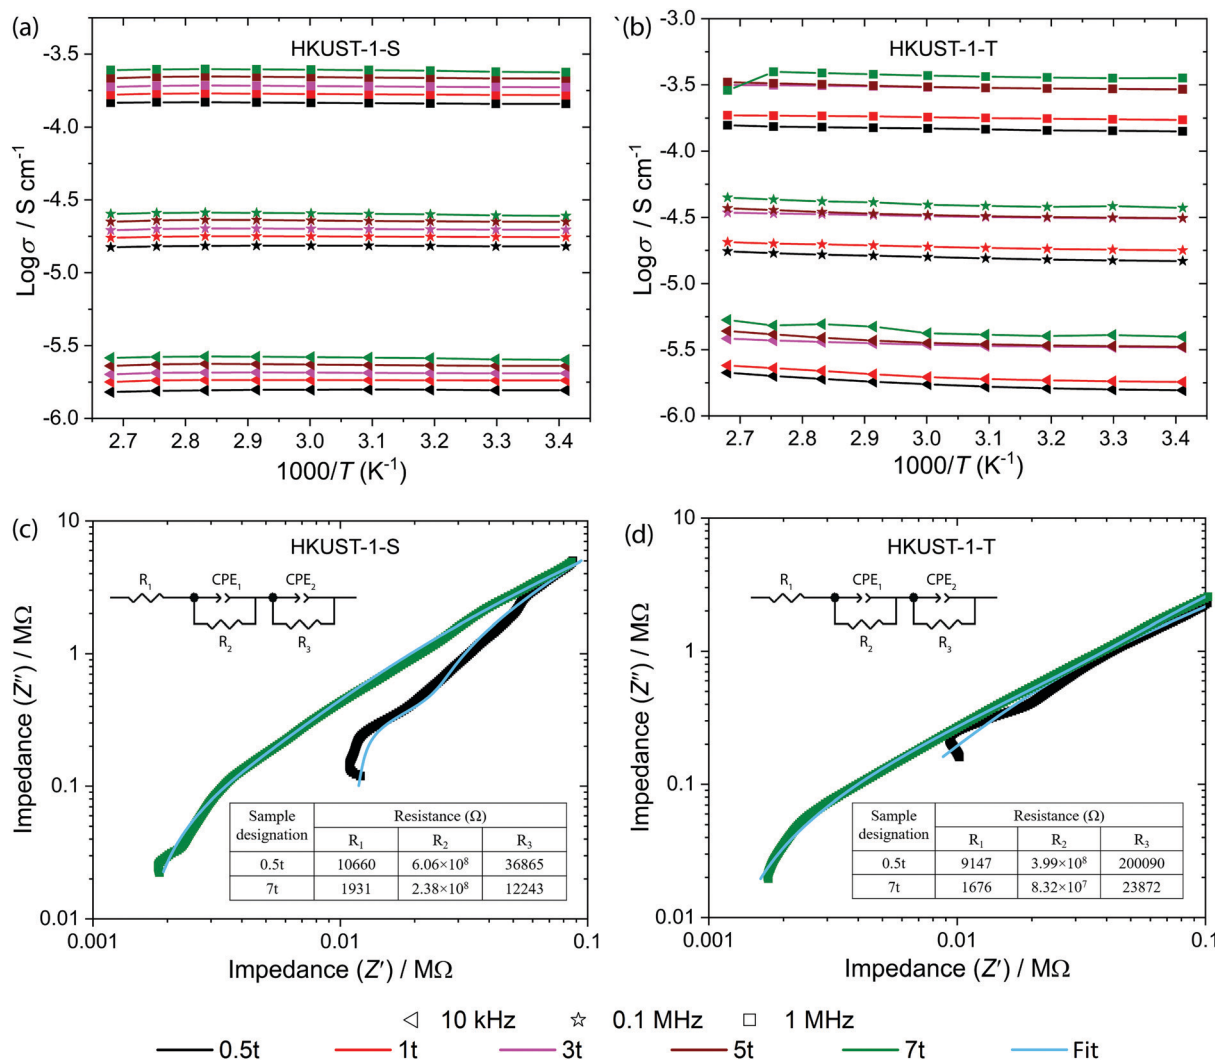 (a)
HKUST-1-S
-3.5
-4.0
-4.5
-5.0
-5.5
-6.0
Logσ / S cm⁻¹
2.7 2.8 2.9 3.0 3.1 3.2 3.3 3.4
1000/T (K⁻¹)
`(b)
HKUST-1-T
-3.0
-3.5
-4.0
-4.5
-5.0
-5.5
-6.0
Logσ / S cm⁻¹
2.7 2.8 2.9 3.0 3.1 3.2 3.3 3.4
1000/T (K⁻¹)
(c)
HKUST-1-S
10
1
0.1
0.01
Impedance (Z'') / MΩ
R₁ CPE₁ CPE₂
R₂ R₃
Sample designation Resistance (Ω)
R₁ R₂ R₃
0.5t 10660 6.06×10⁸ 36865
7t 1931 2.38×10⁸ 12243
0.001 0.01 0.1
Impedance (Z') / MΩ
(d)
HKUST-1-T
10
1
0.1
0.01
Impedance (Z'') / MΩ
R₁ CPE₁ CPE₂
R₂ R₃
Sample designation Resistance (Ω)
R₁ R₂ R₃
0.5t 9147 3.99×10⁸ 200090
7t 1676 8.32×10⁷ 23872
0.001 0.01 0.1
Impedance (Z') / MΩ
10 kHz 0.1 MHz 1 MHz
0.5t 1t 3t 5t 7t Fit